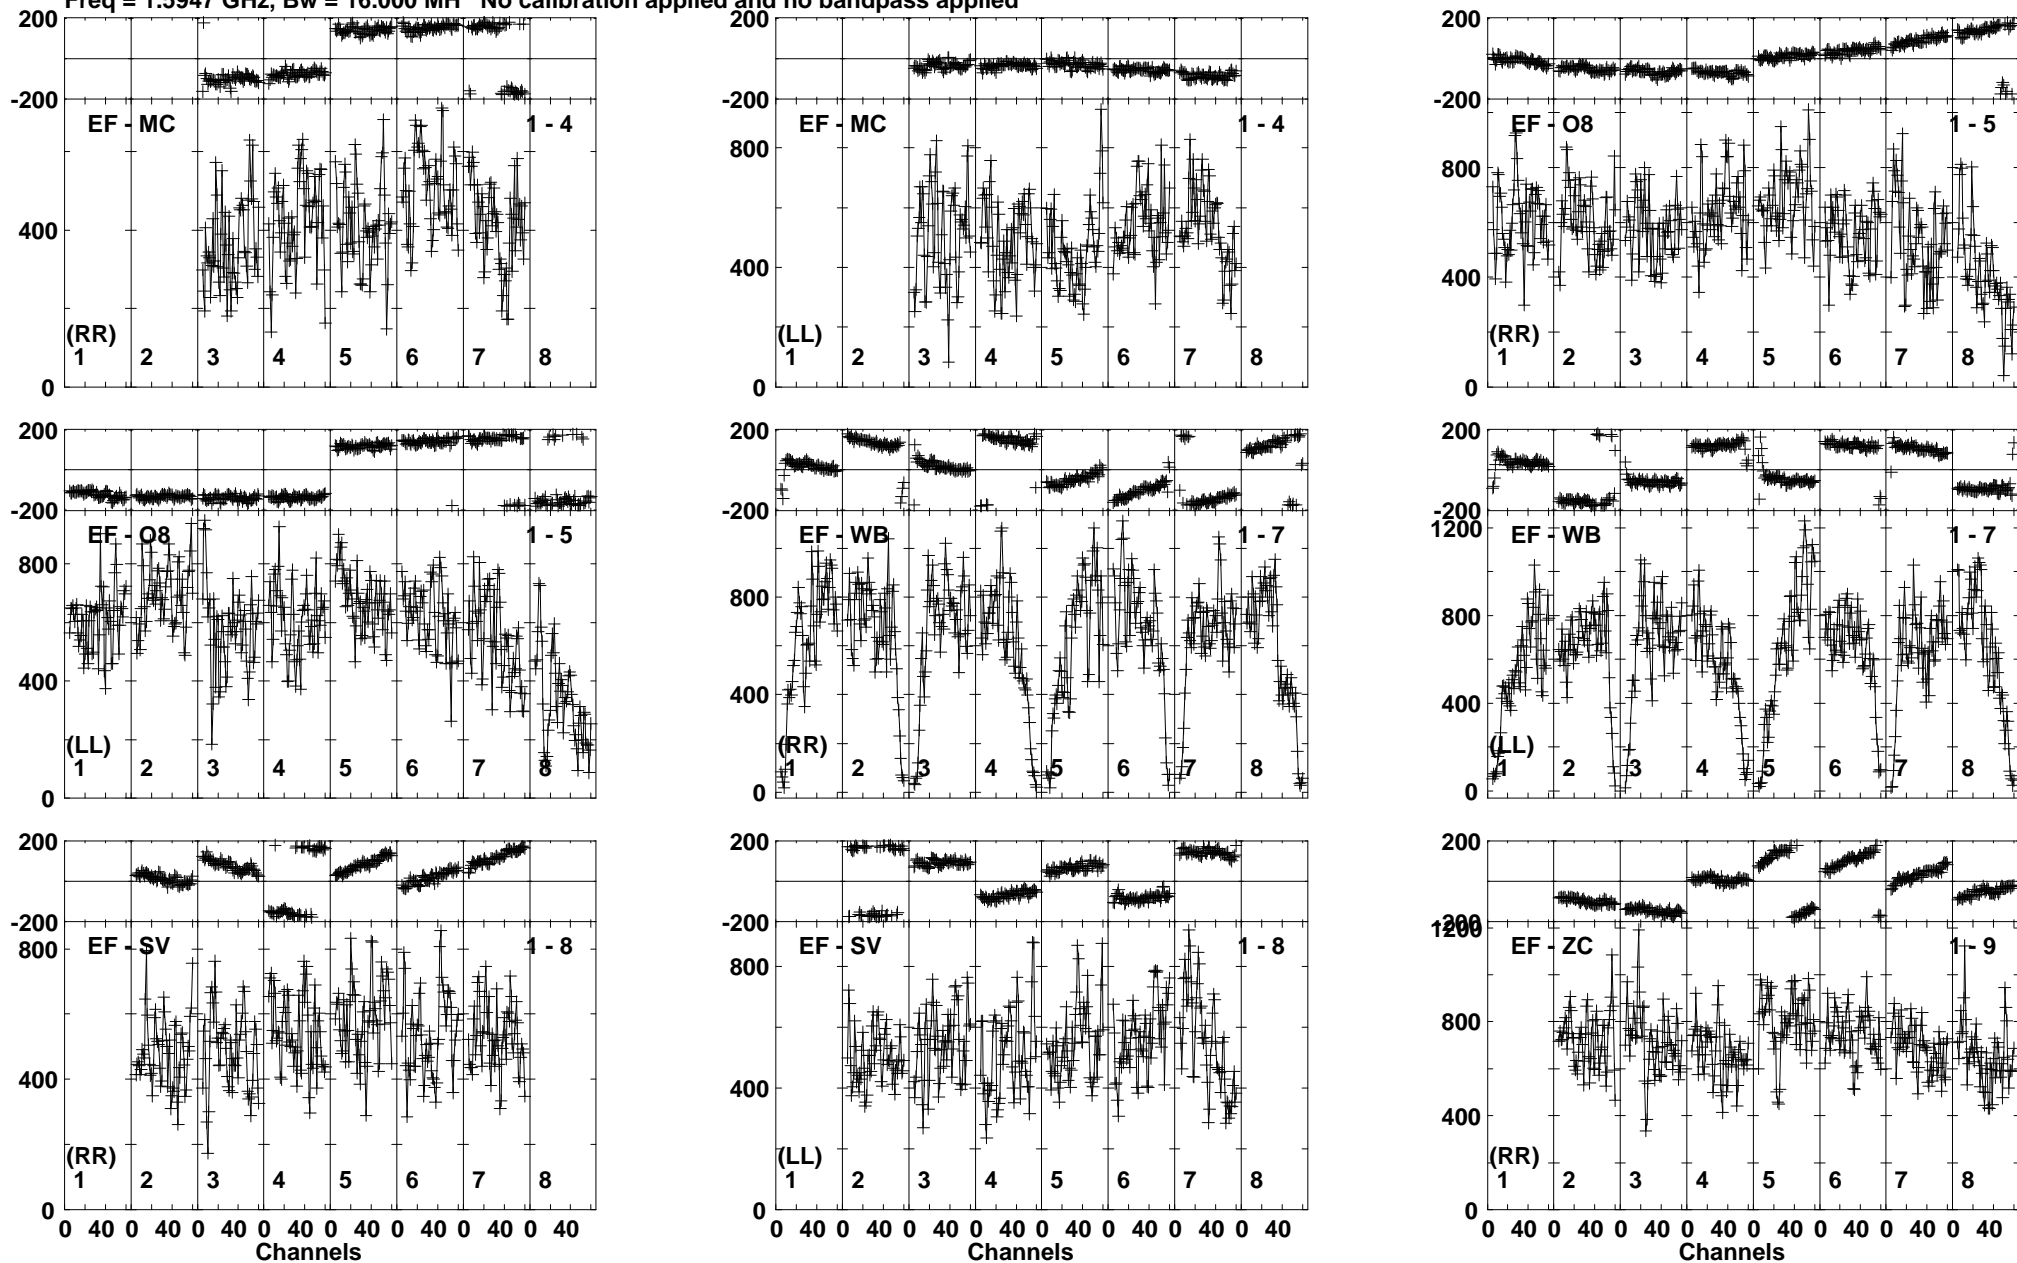 Freq = 1.5947 GHz, Bw = 16.000 MH No calibration applied and no bandpass applied
200 200 200
-200 -200 -200
EF - MC 1 - 4 EF - MC 1 - 4 EF - O8 1 - 5
800 800
400 400 400
(RR) (LL) (RR)
1 2 3 4 5 6 7 8 1 2 3 4 5 6 7 8 1 2 3 4 5 6 7 8
0 0 0
200 200 200
-200 -200 -200
EF - O8 1 - 5 EF - WB 1 - 7 EF - WB 1 - 7
1200
800 800 800
400 400 400
(LL) (RR) (LL)
1 2 3 4 5 6 7 8 1 2 3 4 5 6 7 8 1 2 3 4 5 6 7 8
0 0 0
200 200 200
-200 -200 -200
1200
EF - SV 1 - 8 EF - SV 1 - 8 EF - ZC 1 - 9
800 800 800
400 400 400
(RR) (LL) (RR)
1 2 3 4 5 6 7 8 1 2 3 4 5 6 7 8 1 2 3 4 5 6 7 8
0 0 0
0 40 0 40 0 40 0 40 0 40 0 40 0 40 0 40 0 40 0 40 0 40 0 40 0 40 0 40 0 40 0 40 0 40 0 40 0 40 0 40 0 40 0 40 0 40 0 40
Channels Channels Channels